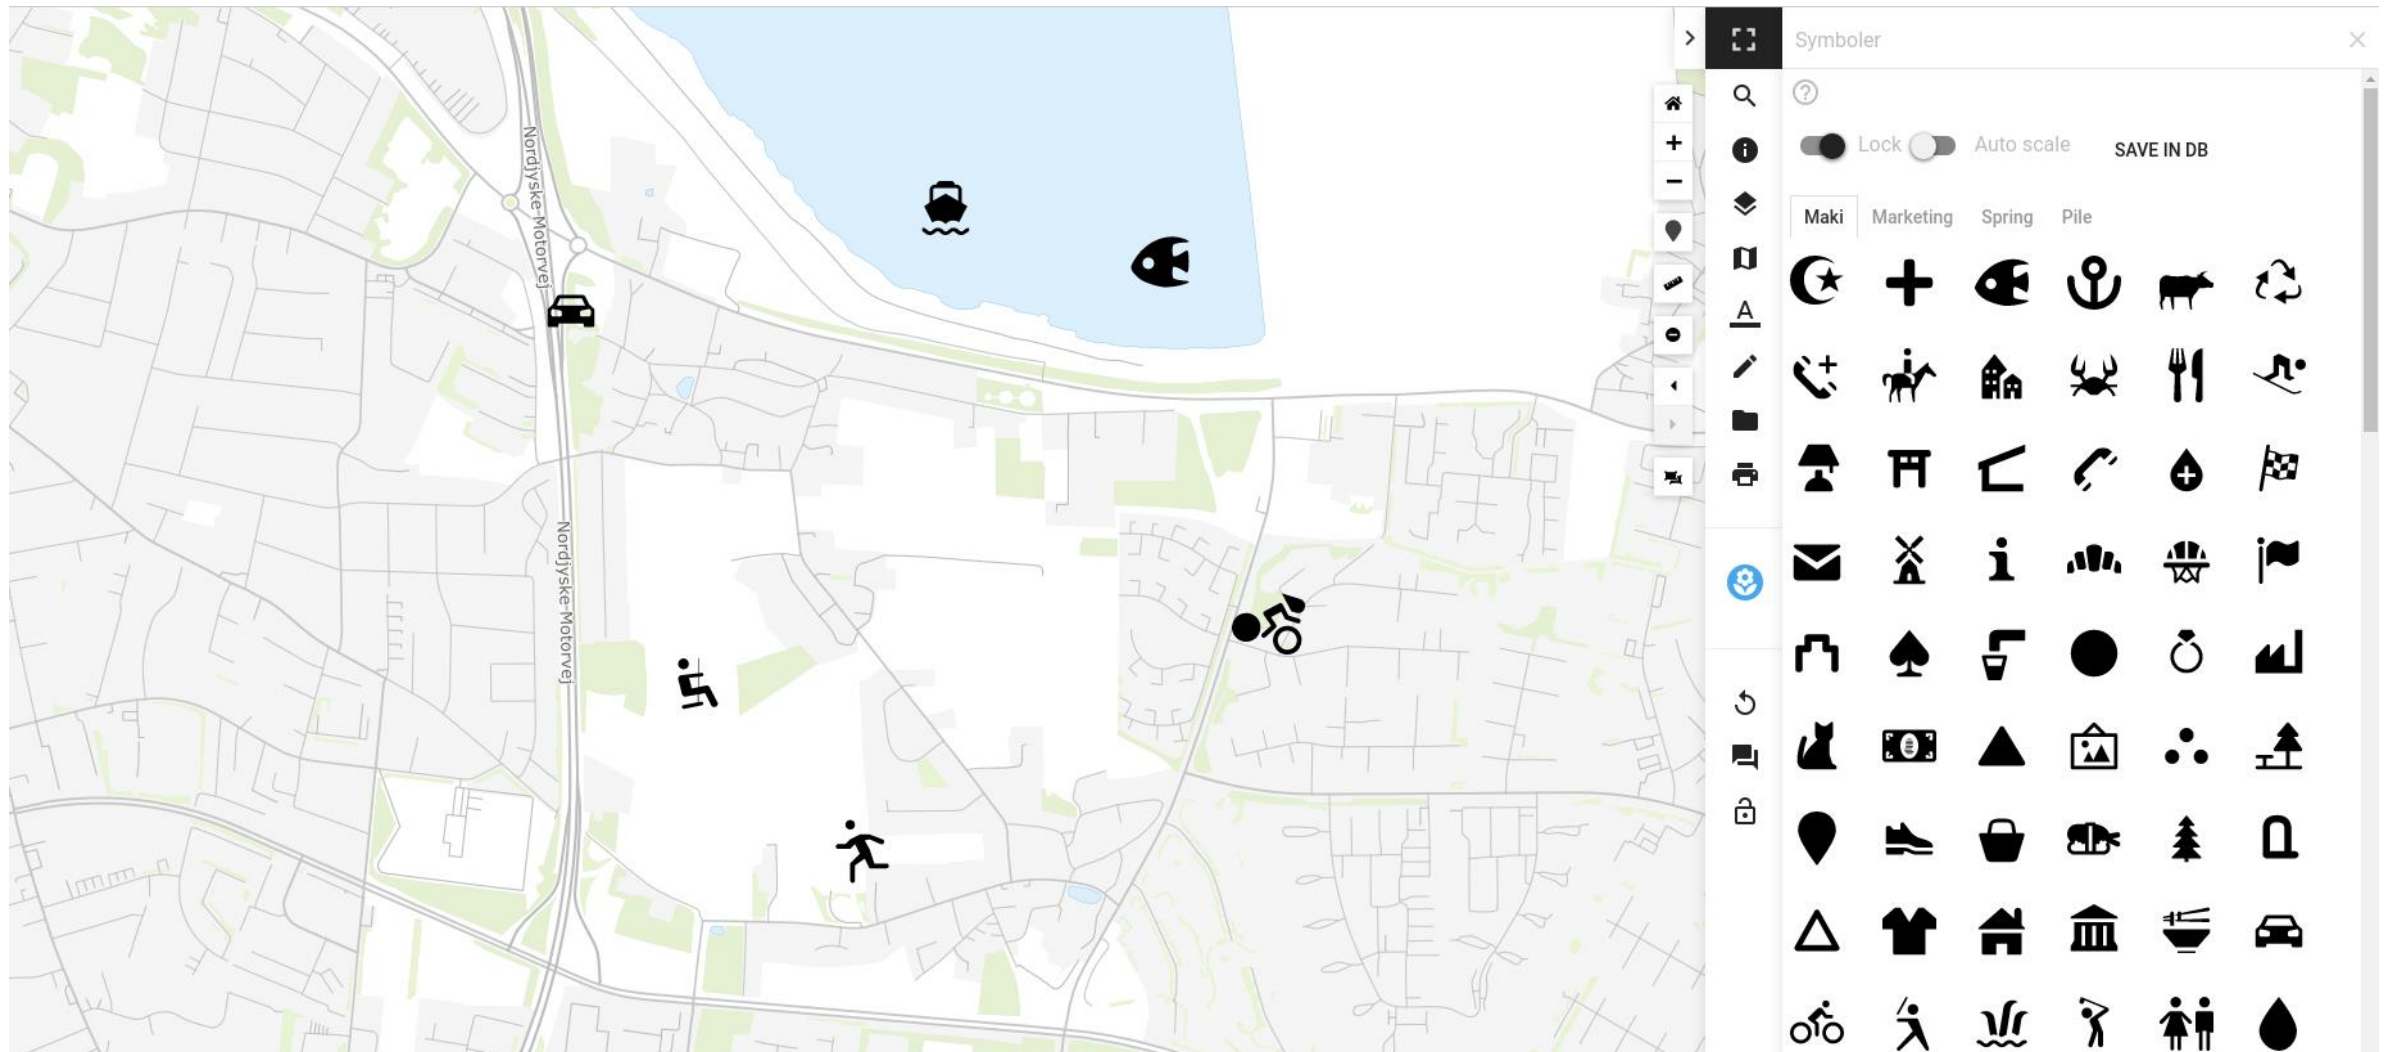 Symboler
Lock
Auto scale
SAVE IN DB
Maki
Marketing
Spring
Pile
Nordjyske Motorvej
Nordjyske-Motorvej